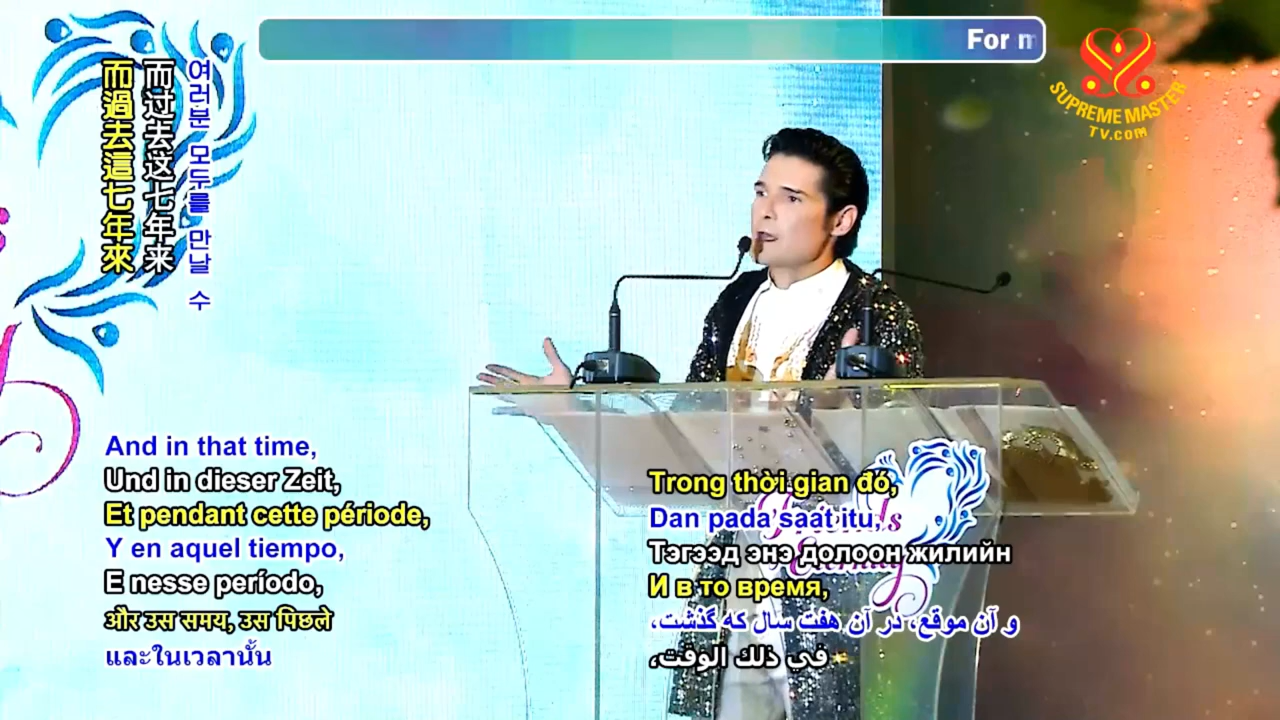 For m
SUPREME MASTER
TV.COM
여러분 모두를 만날 수
而过去这七年来
而過去這七年來
And in that time,
Und in dieser Zeit,
Et pendant cette période,
Y en aquel tiempo,
E nesse período,
और उस समय, उस पिछले
และในเวลานั้น
Trong thời gian đó,
Dan pada saat itu,
Тэгээд энэ долоон жилийн
И в то время,
و آن موقع، در آن هفت سال که گذشت،
في ذلك الوقت،